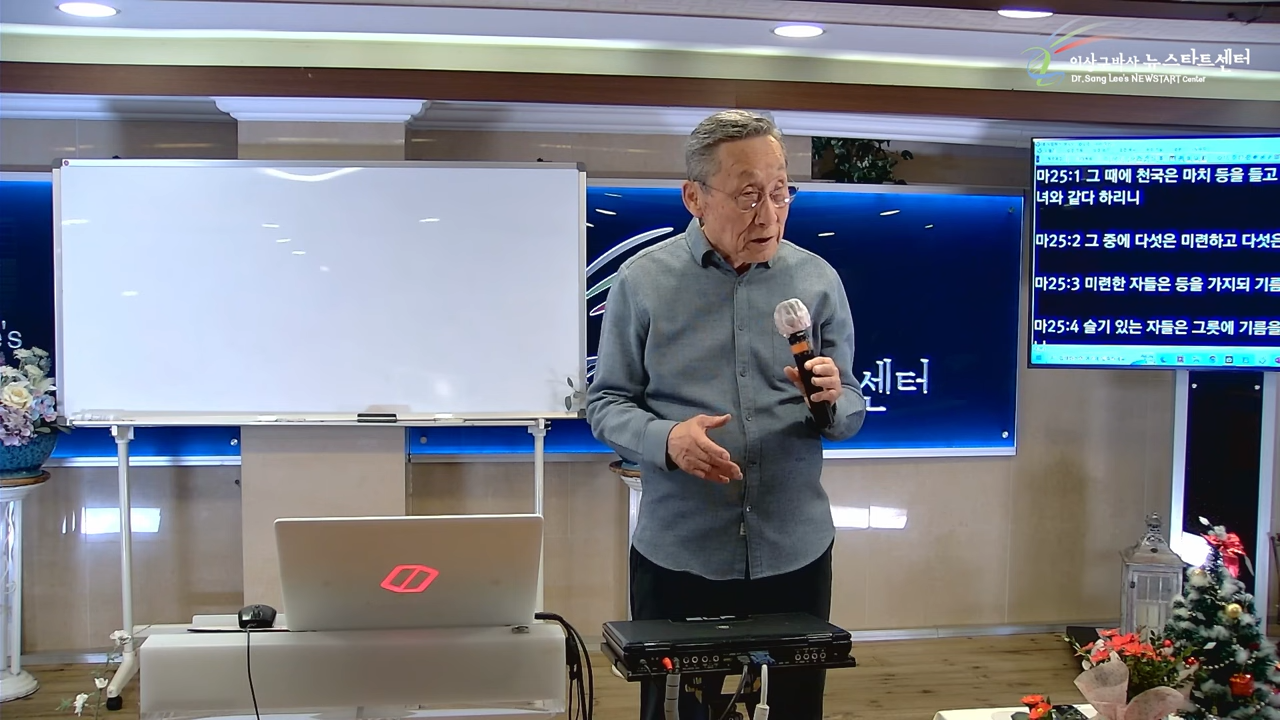 의사 이박사 뉴스타트센터
Dr. Sang Lee's NEWSTART Center
마25:1 그 때에 천국은 마치 등을 들고
녀와 같다 하리니
마25:2 그 중에 다섯은 미련하고 다섯은
마25:3 미련한 자들은 등을 가지되 기름
마25:4 슬기 있는 자들은 그릇에 기름을
e's
센터